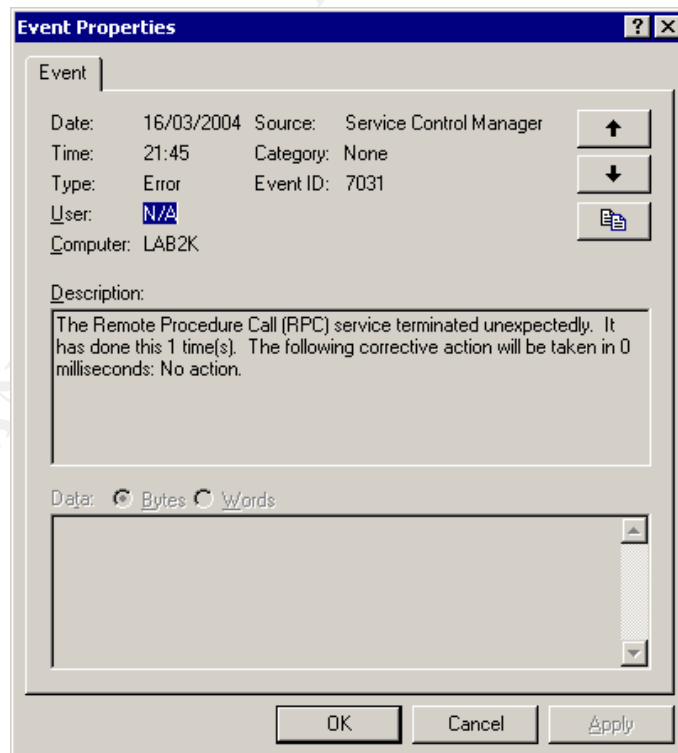 Event Properties
Event
Date: 16/03/2004 Source: Service Control Manager
Time: 21:45 Category: None
Type: Error Event ID: 7031
User: N/A
Computer: LAB2K
Description:
The Remote Procedure Call (RPC) service terminated unexpectedly. It
has done this 1 time(s). The following corrective action will be taken in 0
milliseconds: No action.
Data: Bytes Words
OK Cancel Apply